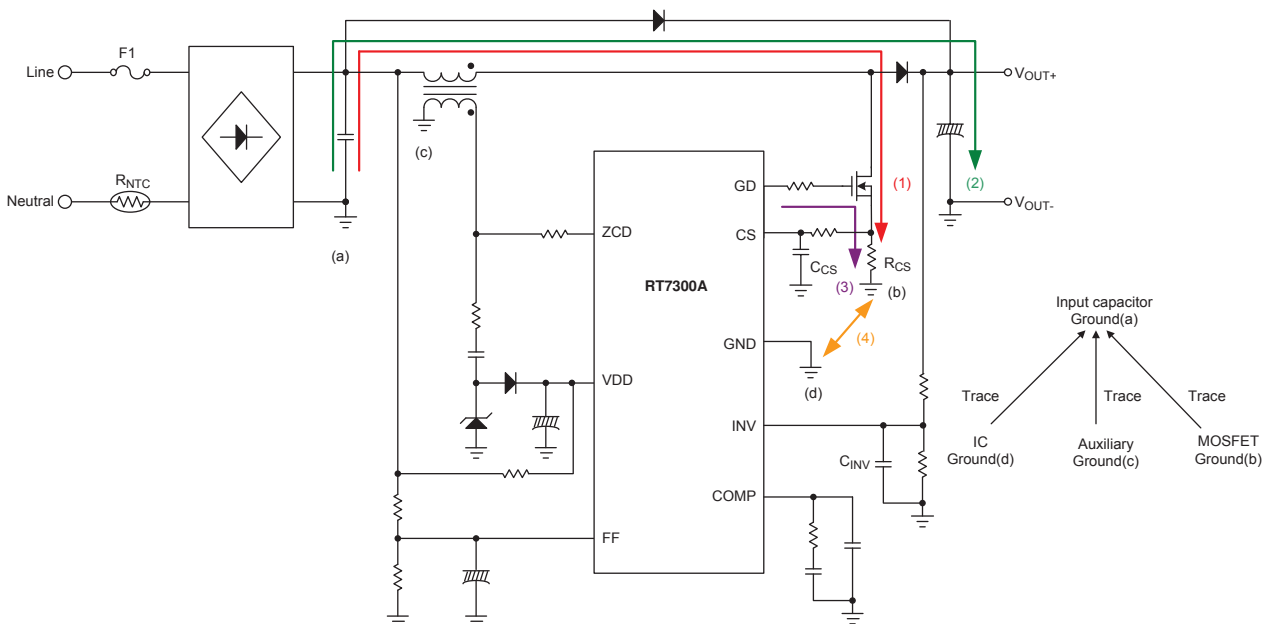 F1
Line
VOUT+
(c)
RNTC
GD
(1)
(2)
Neutral
VOUT-
ZCD
CS
(a)
CCS
RCS
(3)
(b)
RT7300A
Input capacitor
Ground(a)
GND
(4)
VDD
(d)
Trace
Trace
Trace
INV
IC
Ground(d)
Auxiliary
Ground(c)
MOSFET
Ground(b)
CINV
COMP
FF